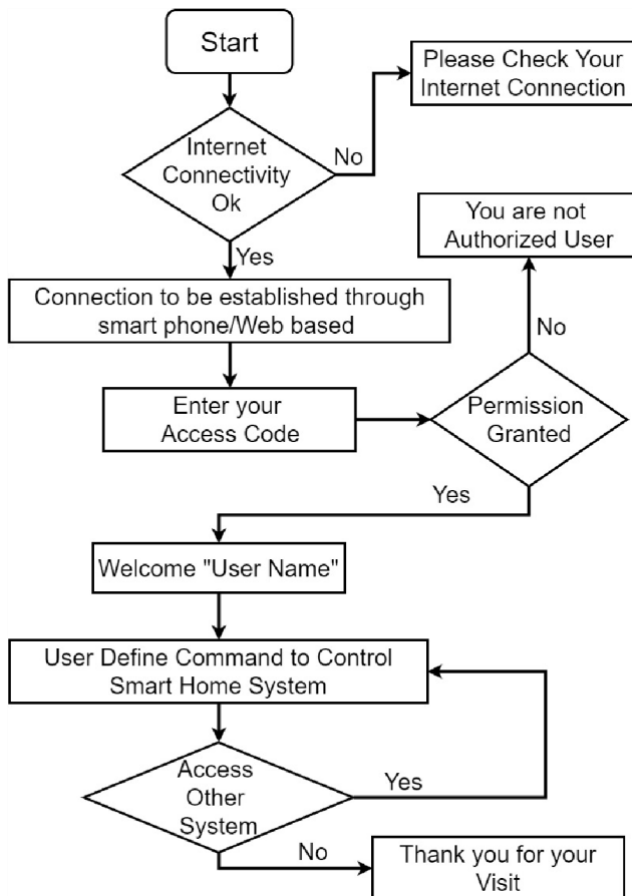 Start
Please Check Your
Internet Connection
Internet
Connectivity
Ok
No
Yes
You are not
Authorized User
Connection to be established through
smart phone/Web based
No
Enter your
Access Code
Permission
Granted
Yes
Welcome "User Name"
User Define Command to Control
Smart Home System
Access
Other
System
Yes
No
Thank you for your
Visit